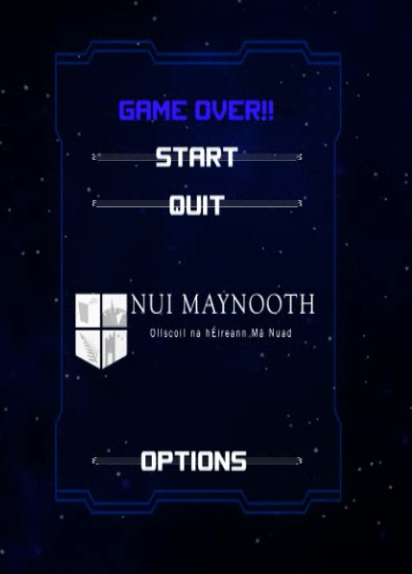 GAME OVER!!
START
QUIT
NUI MAYNOOTH
Ollscoil na hÉireann.Má Nuad
OPTIONS